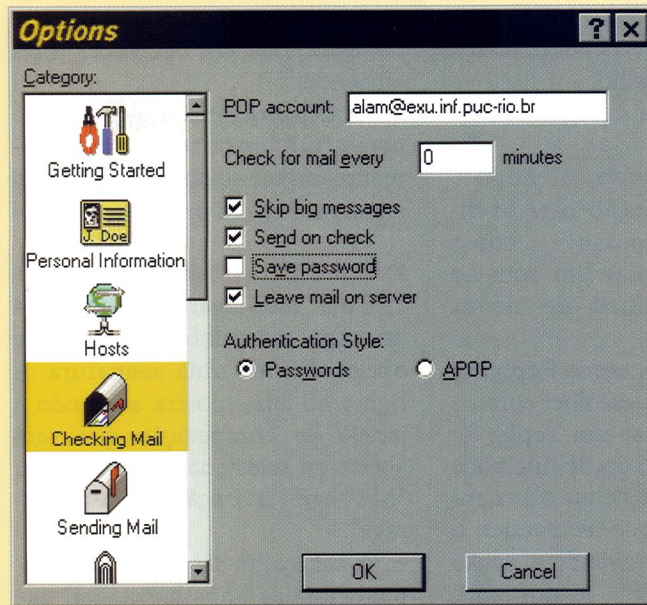 Options
Category:
Getting Started
J. Doe
Personal Information
Hosts
Checking Mail
Sending Mail
POP account: alam@exu.inf.puc-rio.br
Check for mail every 0 minutes
Skip big messages
Send on check
Save password
Leave mail on server
Authentication Style:
Passwords APOP
OK Cancel